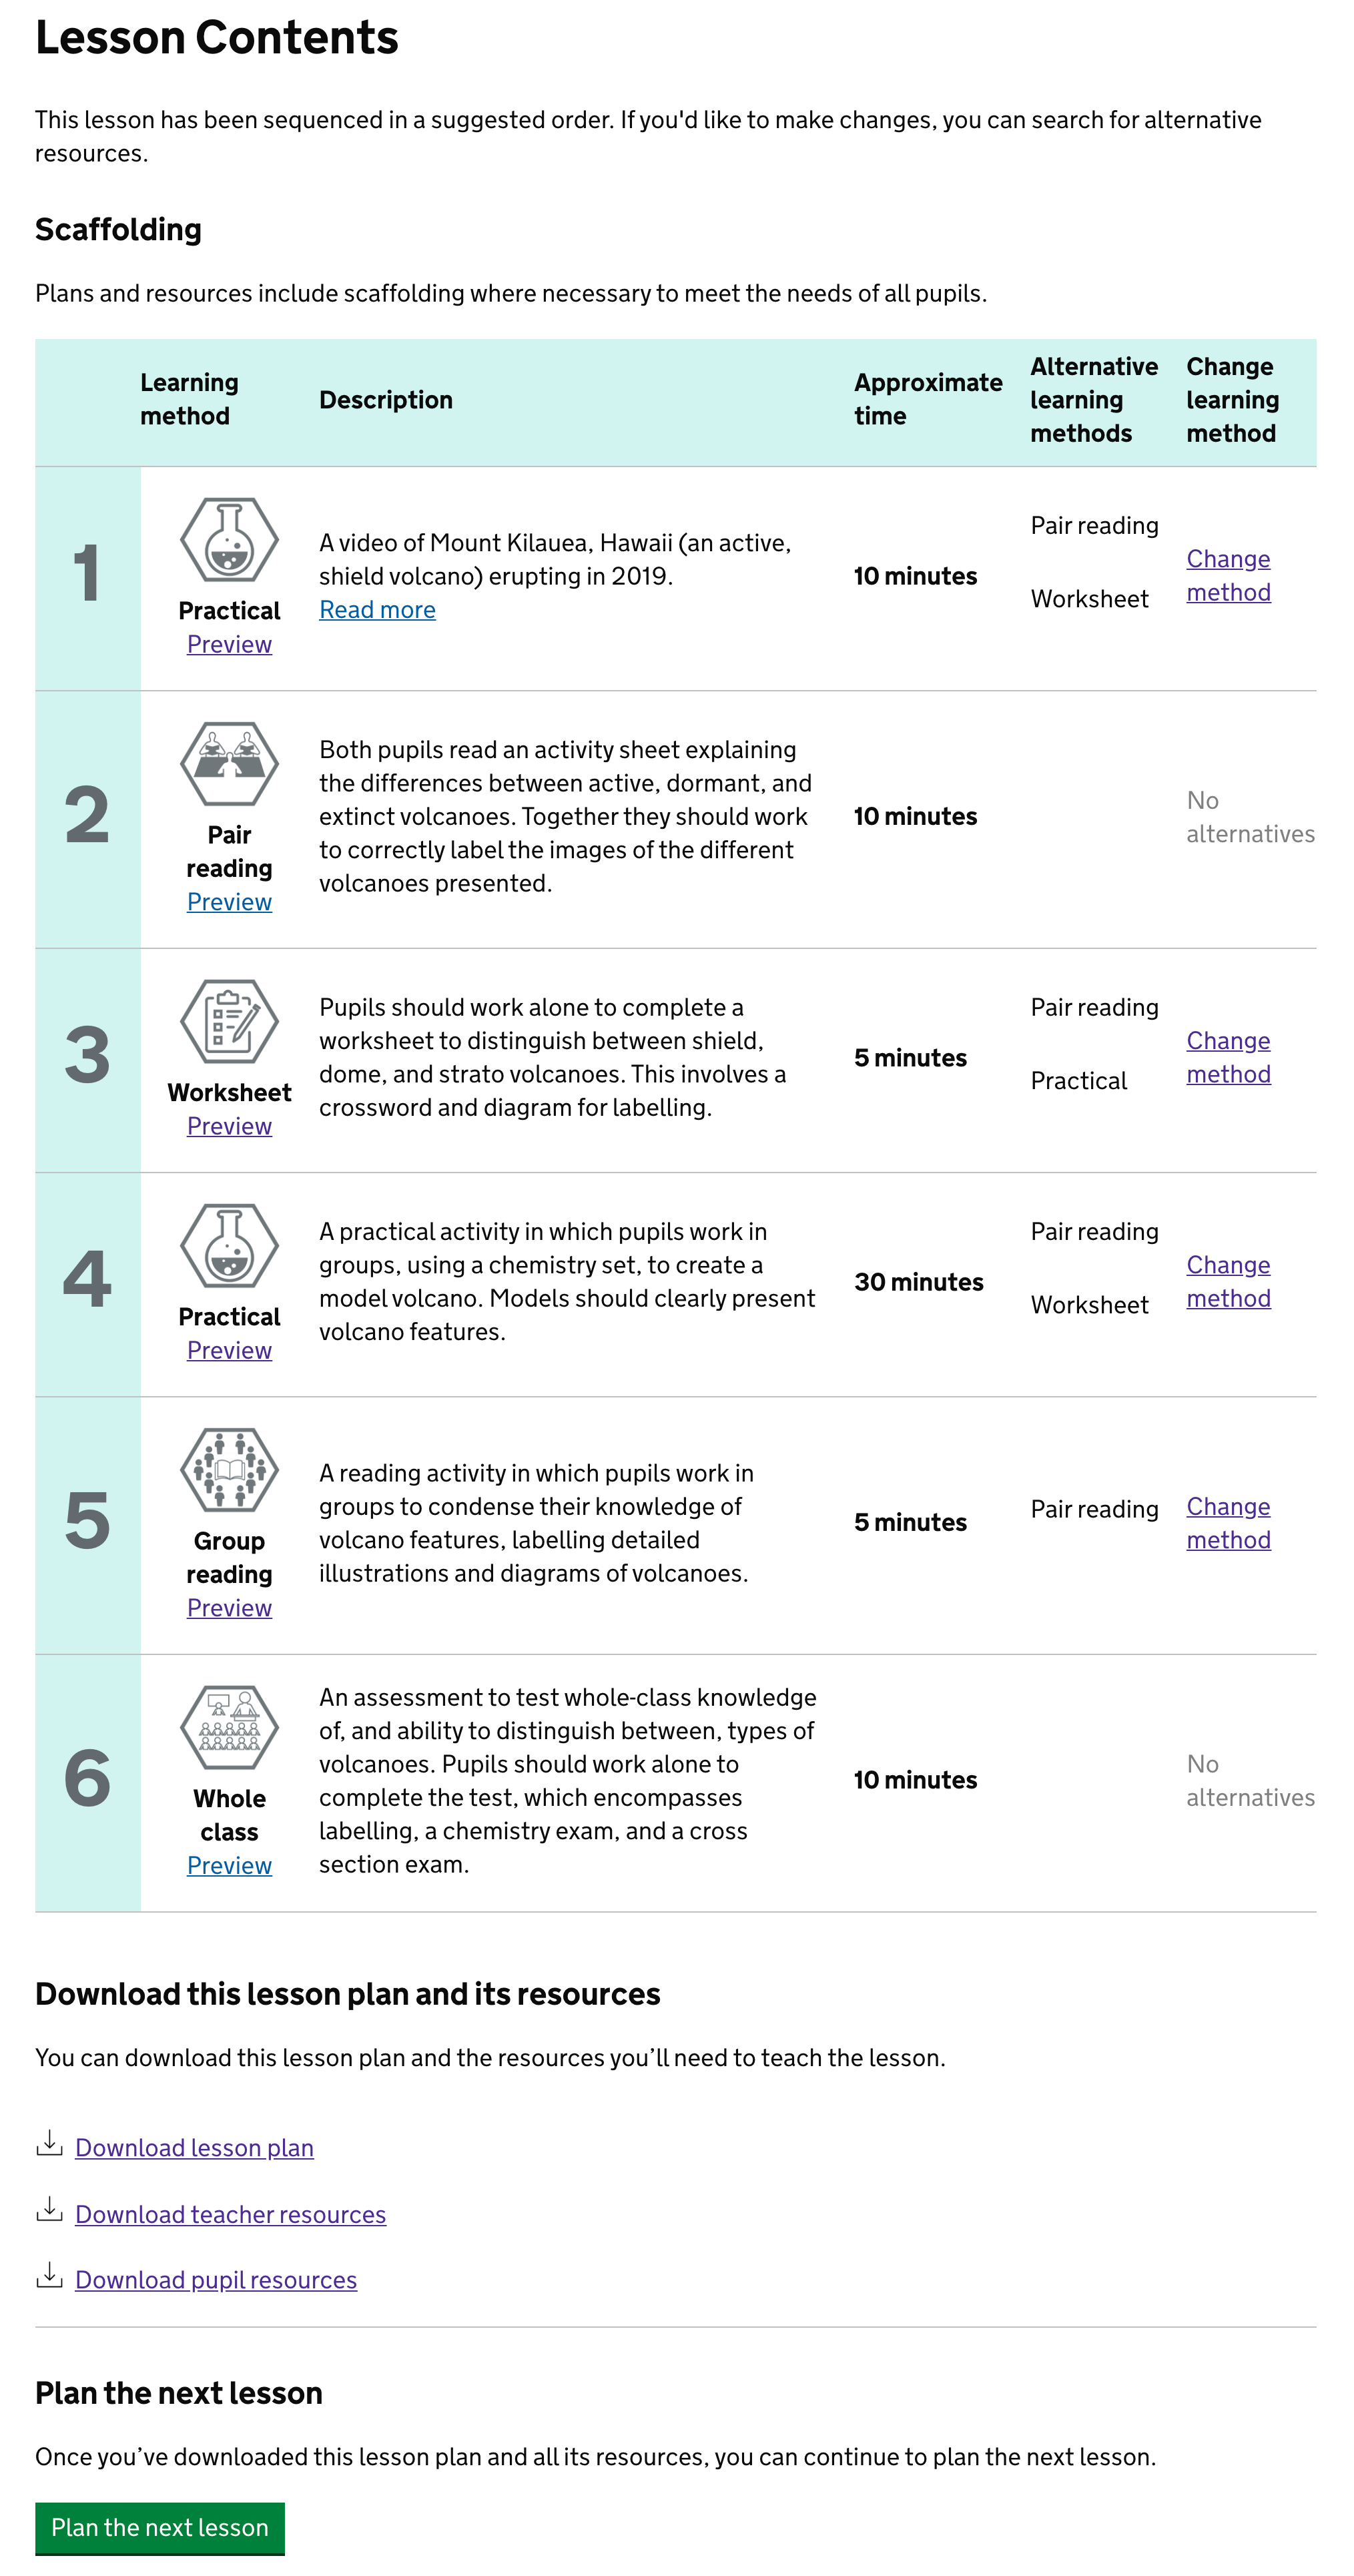 Lesson Contents
This lesson has been sequenced in a suggested order. If you'd like to make changes, you can search for alternative
resources.
Scaffolding
Plans and resources include scaffolding where necessary to meet the needs of all pupils.
Learning
method
Description
Approximate
time
Alternative
learning
methods
Change
learning
method
1
Practical
Preview
A video of Mount Kilauea, Hawaii (an active,
shield volcano) erupting in 2019.
Read more
10 minutes
Pair reading
Worksheet
Change
method
2
Pair
reading
Preview
Both pupils read an activity sheet explaining
the differences between active, dormant, and
extinct volcanoes. Together they should work
to correctly label the images of the different
volcanoes presented.
10 minutes
No
alternatives
3
Worksheet
Preview
Pupils should work alone to complete a
worksheet to distinguish between shield,
dome, and strato volcanoes. This involves a
crossword and diagram for labelling.
5 minutes
Pair reading
Practical
Change
method
4
Practical
Preview
A practical activity in which pupils work in
groups, using a chemistry set, to create a
model volcano. Models should clearly present
volcano features.
30 minutes
Pair reading
Worksheet
Change
method
5
Group
reading
Preview
A reading activity in which pupils work in
groups to condense their knowledge of
volcano features, labelling detailed
illustrations and diagrams of volcanoes.
5 minutes
Pair reading
Change
method
6
Whole
class
Preview
An assessment to test whole-class knowledge
of, and ability to distinguish between, types of
volcanoes. Pupils should work alone to
complete the test, which encompasses
labelling, a chemistry exam, and a cross
section exam.
10 minutes
No
alternatives
Download this lesson plan and its resources
You can download this lesson plan and the resources you’ll need to teach the lesson.
Download lesson plan
Download teacher resources
Download pupil resources
Plan the next lesson
Once you’ve downloaded this lesson plan and all its resources, you can continue to plan the next lesson.
Plan the next lesson